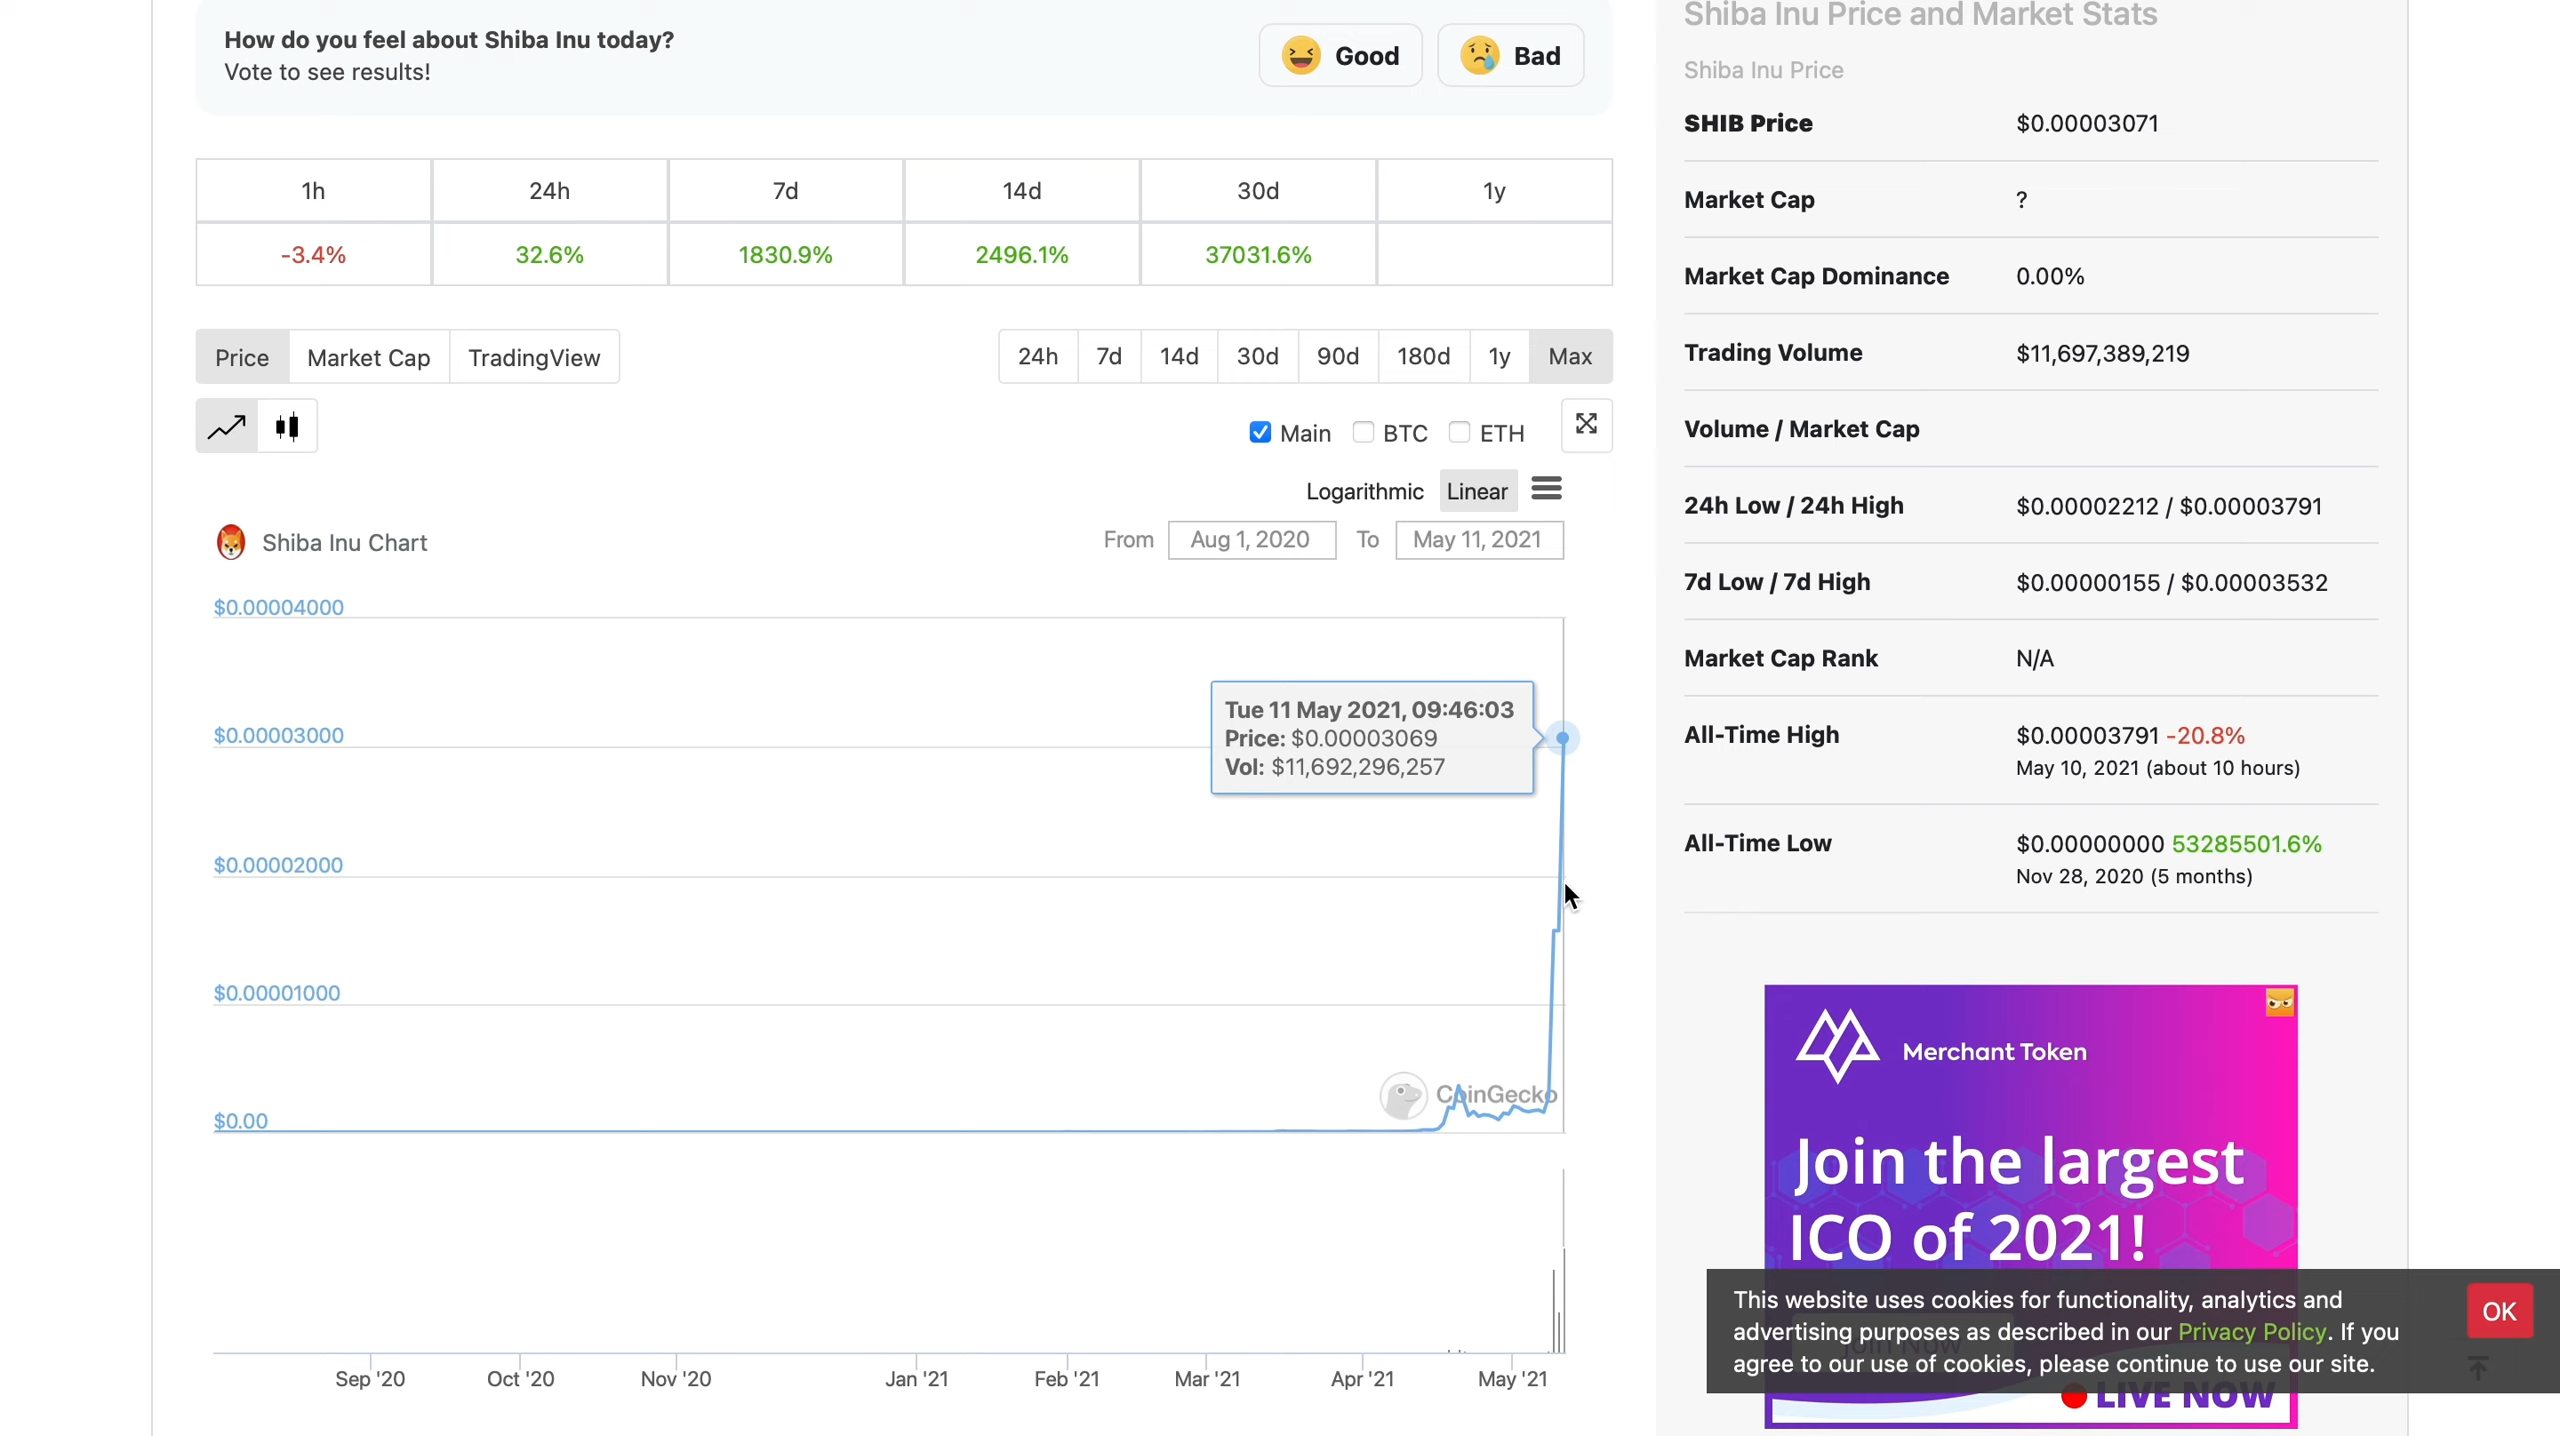 How do you feel about Shiba Inu today?
Vote to see results!
Good
Bad
1h 24h 7d 14d 30d 1y
-3.4% 32.6% 1830.9% 2496.1% 37031.6%
Price Market Cap TradingView
24h 7d 14d 30d 90d 180d 1y Max
Main BTC ETH
Logarithmic Linear
Shiba Inu Chart
From Aug 1, 2020 To May 11, 2021
$0.00004000
$0.00003000
$0.00002000
$0.00001000
$0.00
Tue 11 May 2021, 09:46:03
Price: $0.00003069
Vol: $11,692,296,257
CoinGecko
Sep '20 Oct '20 Nov '20 Jan '21 Feb '21 Mar '21 Apr '21 May '21
Shiba Inu Price and Market Stats
Shiba Inu Price
SHIB Price $0.00003071
Market Cap ?
Market Cap Dominance 0.00%
Trading Volume $11,697,389,219
Volume / Market Cap
24h Low / 24h High $0.00002212 / $0.00003791
7d Low / 7d High $0.00000155 / $0.00003532
Market Cap Rank N/A
All-Time High $0.00003791 -20.8%
May 10, 2021 (about 10 hours)
All-Time Low $0.00000000 53285501.6%
Nov 28, 2020 (5 months)
Merchant Token
Join the largest
ICO of 2021!
This website uses cookies for functionality, analytics and
advertising purposes as described in our Privacy Policy. If you
agree to our use of cookies, please continue to use our site.
OK
Join Now
LIVE NOW